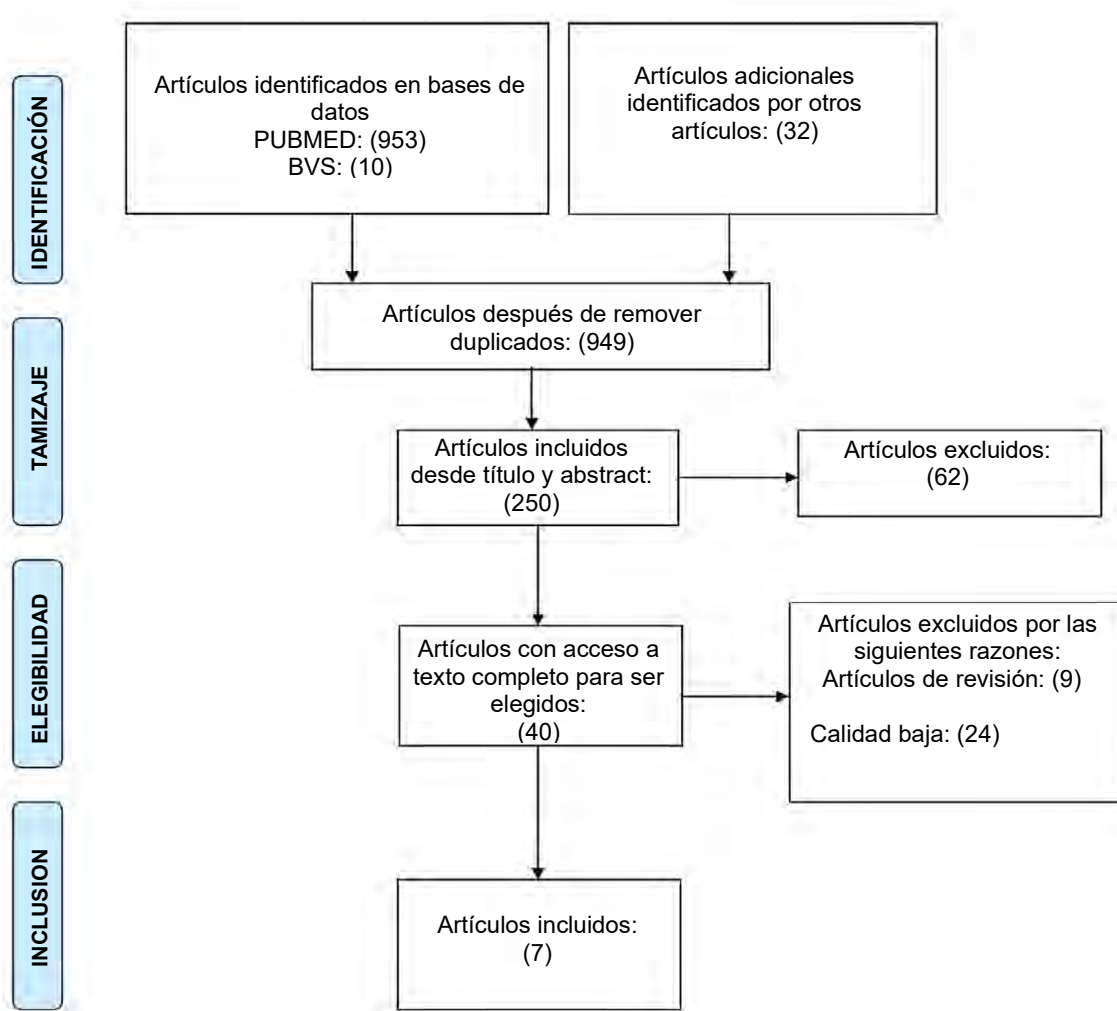 IDENTIFICACIÓN
Artículos identificados en bases de
datos
PUBMED: (953)
BVS: (10)
Artículos adicionales
identificados por otros
artículos: (32)
Artículos después de remover
duplicados: (949)
TAMIZAJE
Artículos incluidos
desde título y abstract:
(250)
Artículos excluidos:
(62)
ELEGIBILIDAD
Artículos con acceso a
texto completo para ser
elegidos:
(40)
Artículos excluidos por las
siguientes razones:
Artículos de revisión: (9)
Calidad baja: (24)
INCLUSION
Artículos incluidos:
(7)